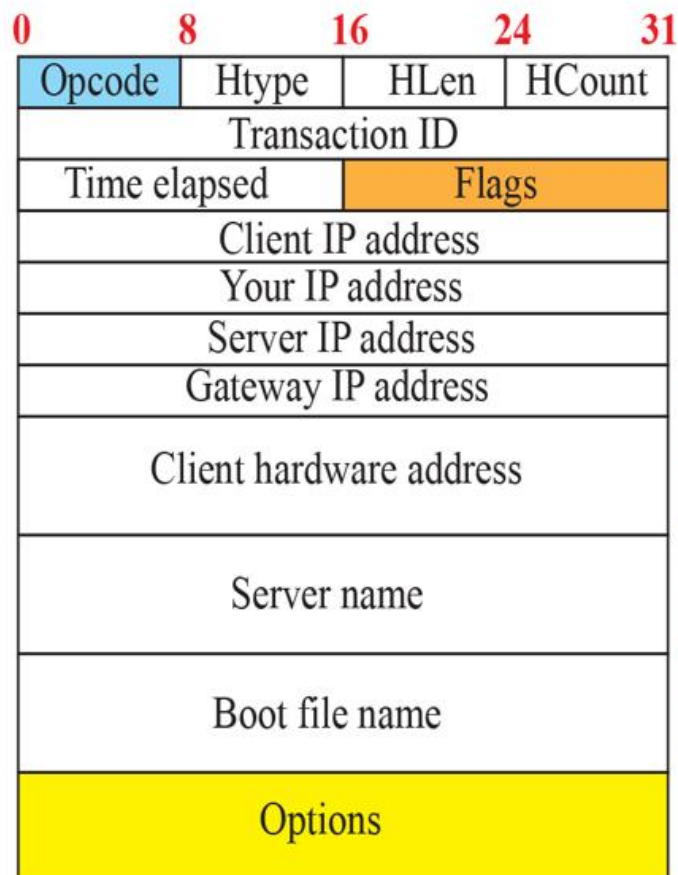 0 8 16 24 31
Opcode Htype HLen HCount
Transaction ID
Time elapsed Flags
Client IP address
Your IP address
Server IP address
Gateway IP address
Client hardware address
Server name
Boot file name
Options